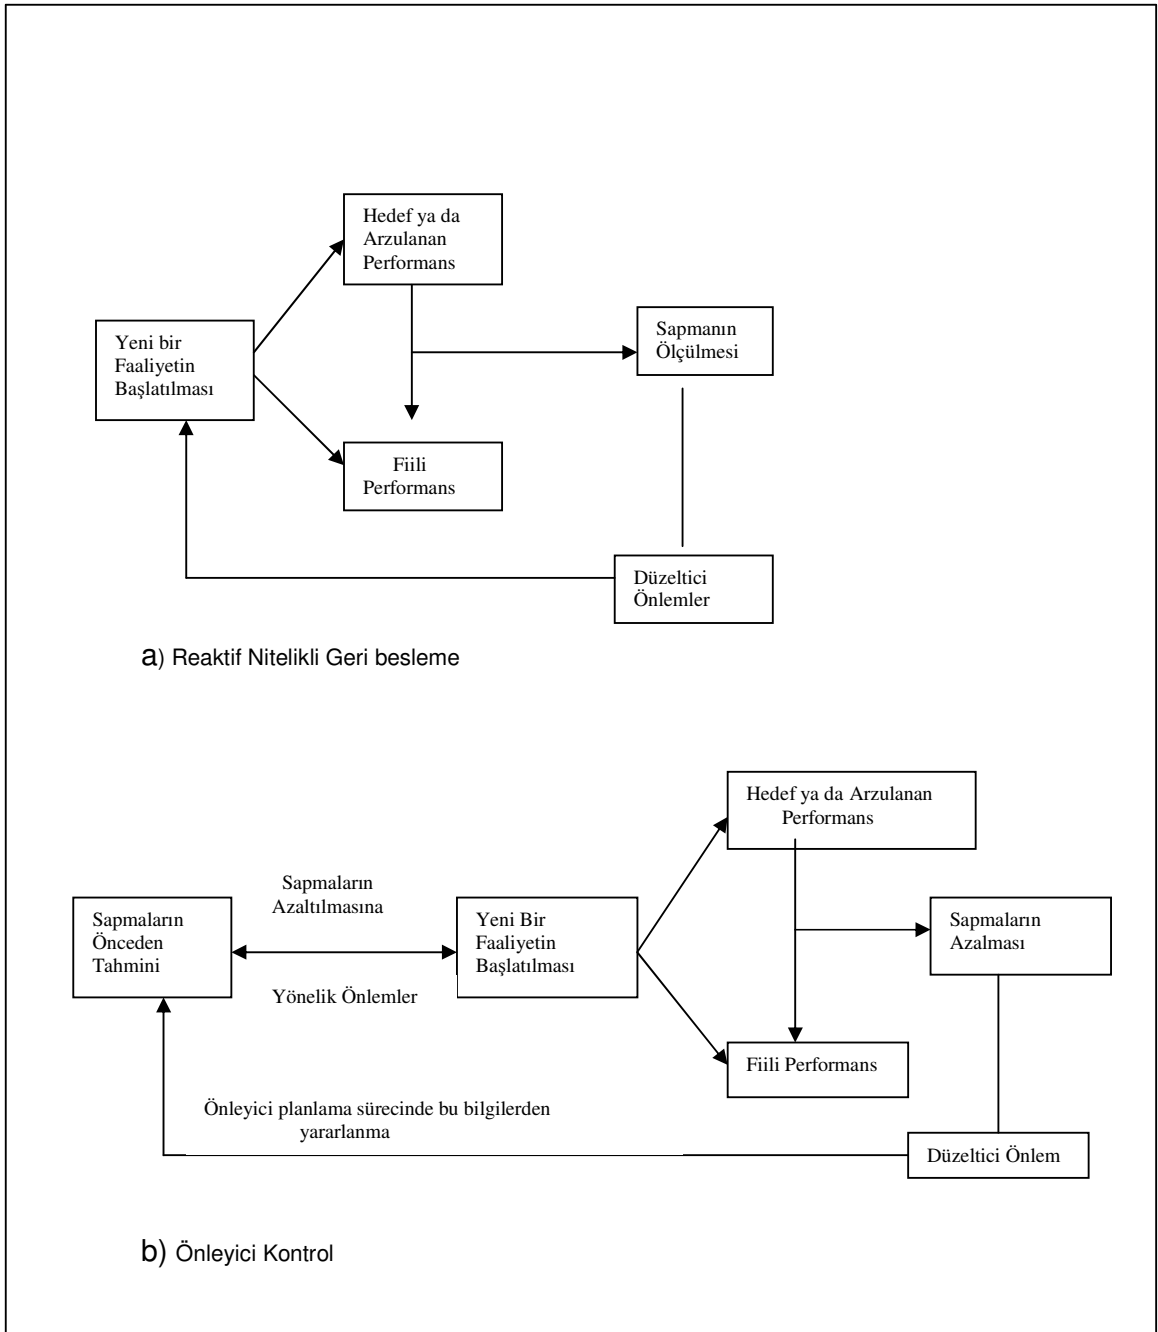 Hedef ya da
Arzulanan
Performans
Yeni bir
Faaliyetin
Başlatılması
Sapmanın
Ölçülmesi
Fiili
Performans
Düzeltici
Önlemler
a) Reaktif Nitelikli Geri besleme
Hedef ya da Arzulanan
Performans
Sapmaların
Azaltılmasına
Sapmaların
Önceden
Tahmini
Yeni Bir
Faaliyetin
Başlatılması
Sapmaların
Azalması
Yönelik Önlemler
Fiili Performans
Önleyici planlama sürecinde bu bilgilerden
yararlanma
Düzeltici Önlem
b) Önleyici Kontrol